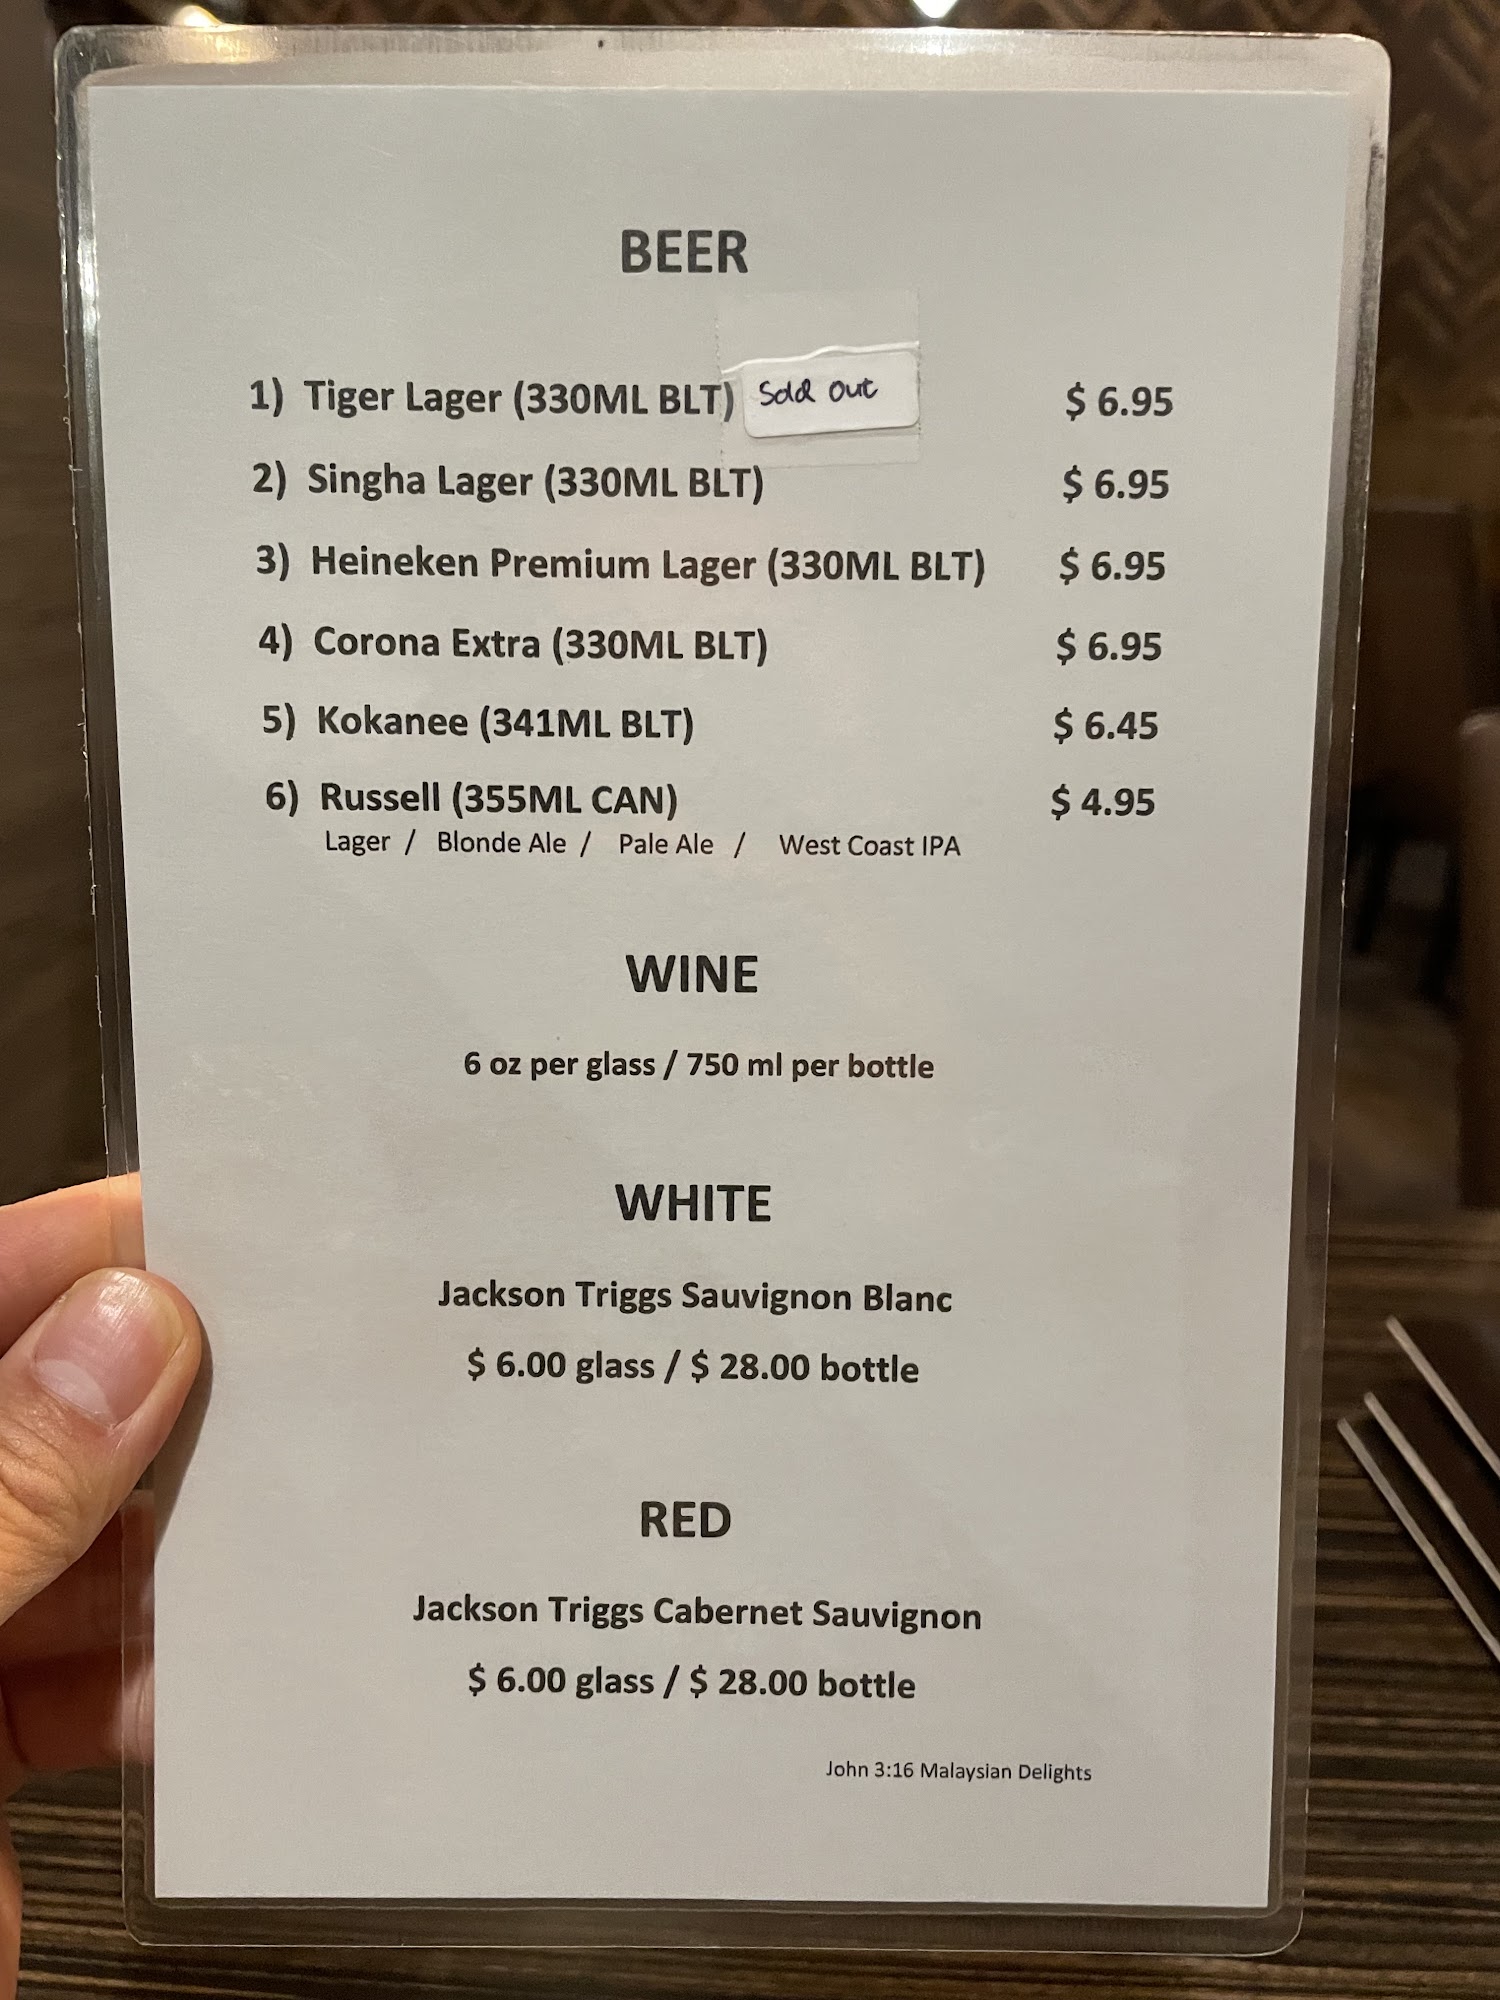 BEER
1) Tiger Lager (330ML BLT) Sold out $ 6.95
2) Singha Lager (330ML BLT) $ 6.95
3) Heineken Premium Lager (330ML BLT) $ 6.95
4) Corona Extra (330ML BLT) $ 6.95
5) Kokanee (341ML BLT) $ 6.45
6) Russell (355ML CAN) $ 4.95
Lager / Blonde Ale / Pale Ale / West Coast IPA
WINE
6 oz per glass / 750 ml per bottle
WHITE
Jackson Triggs Sauvignon Blanc
$ 6.00 glass / $ 28.00 bottle
RED
Jackson Triggs Cabernet Sauvignon
$ 6.00 glass / $ 28.00 bottle
John 3:16 Malaysian Delights